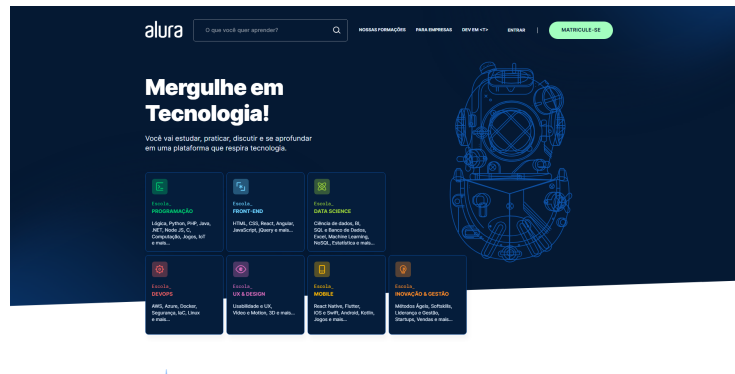 alura
O que você quer aprender?
NOSSAS FORMAÇÕES
PARA EMPRESAS
DEV EM <T>
ENTRAR
|
MATRICULE-SE
Mergulhe em
Tecnologia!
Você vai estudar, praticar, discutir e se aprofundar
em uma plataforma que respira tecnologia.
Escola_
PROGRAMAÇÃO
Lógica, Python, PHP, Java,
.NET, Node JS, C,
Computação, Jogos, IoT
e mais...
Escola_
FRONT-END
HTML, CSS, React, Angular,
JavaScript, jQuery e mais...
Escola_
DATA SCIENCE
Ciência de dados, BI,
SQL e Banco de Dados,
Excel, Machine Learning,
NoSQL, Estatística e mais...
Escola_
DEVOPS
AWS, Azure, Docker,
Segurança, IaC, Linux
e mais...
Escola_
UX & DESIGN
Usabilidade e UX,
Vídeo e Motion, 3D e mais...
Escola_
MOBILE
React Native, Flutter,
iOS e Swift, Android, Kotlin,
Jogos e mais...
Escola_
INOVAÇÃO & GESTÃO
Métodos Ágeis, Softskills,
Liderança e Gestão,
Startups, Vendas e mais...